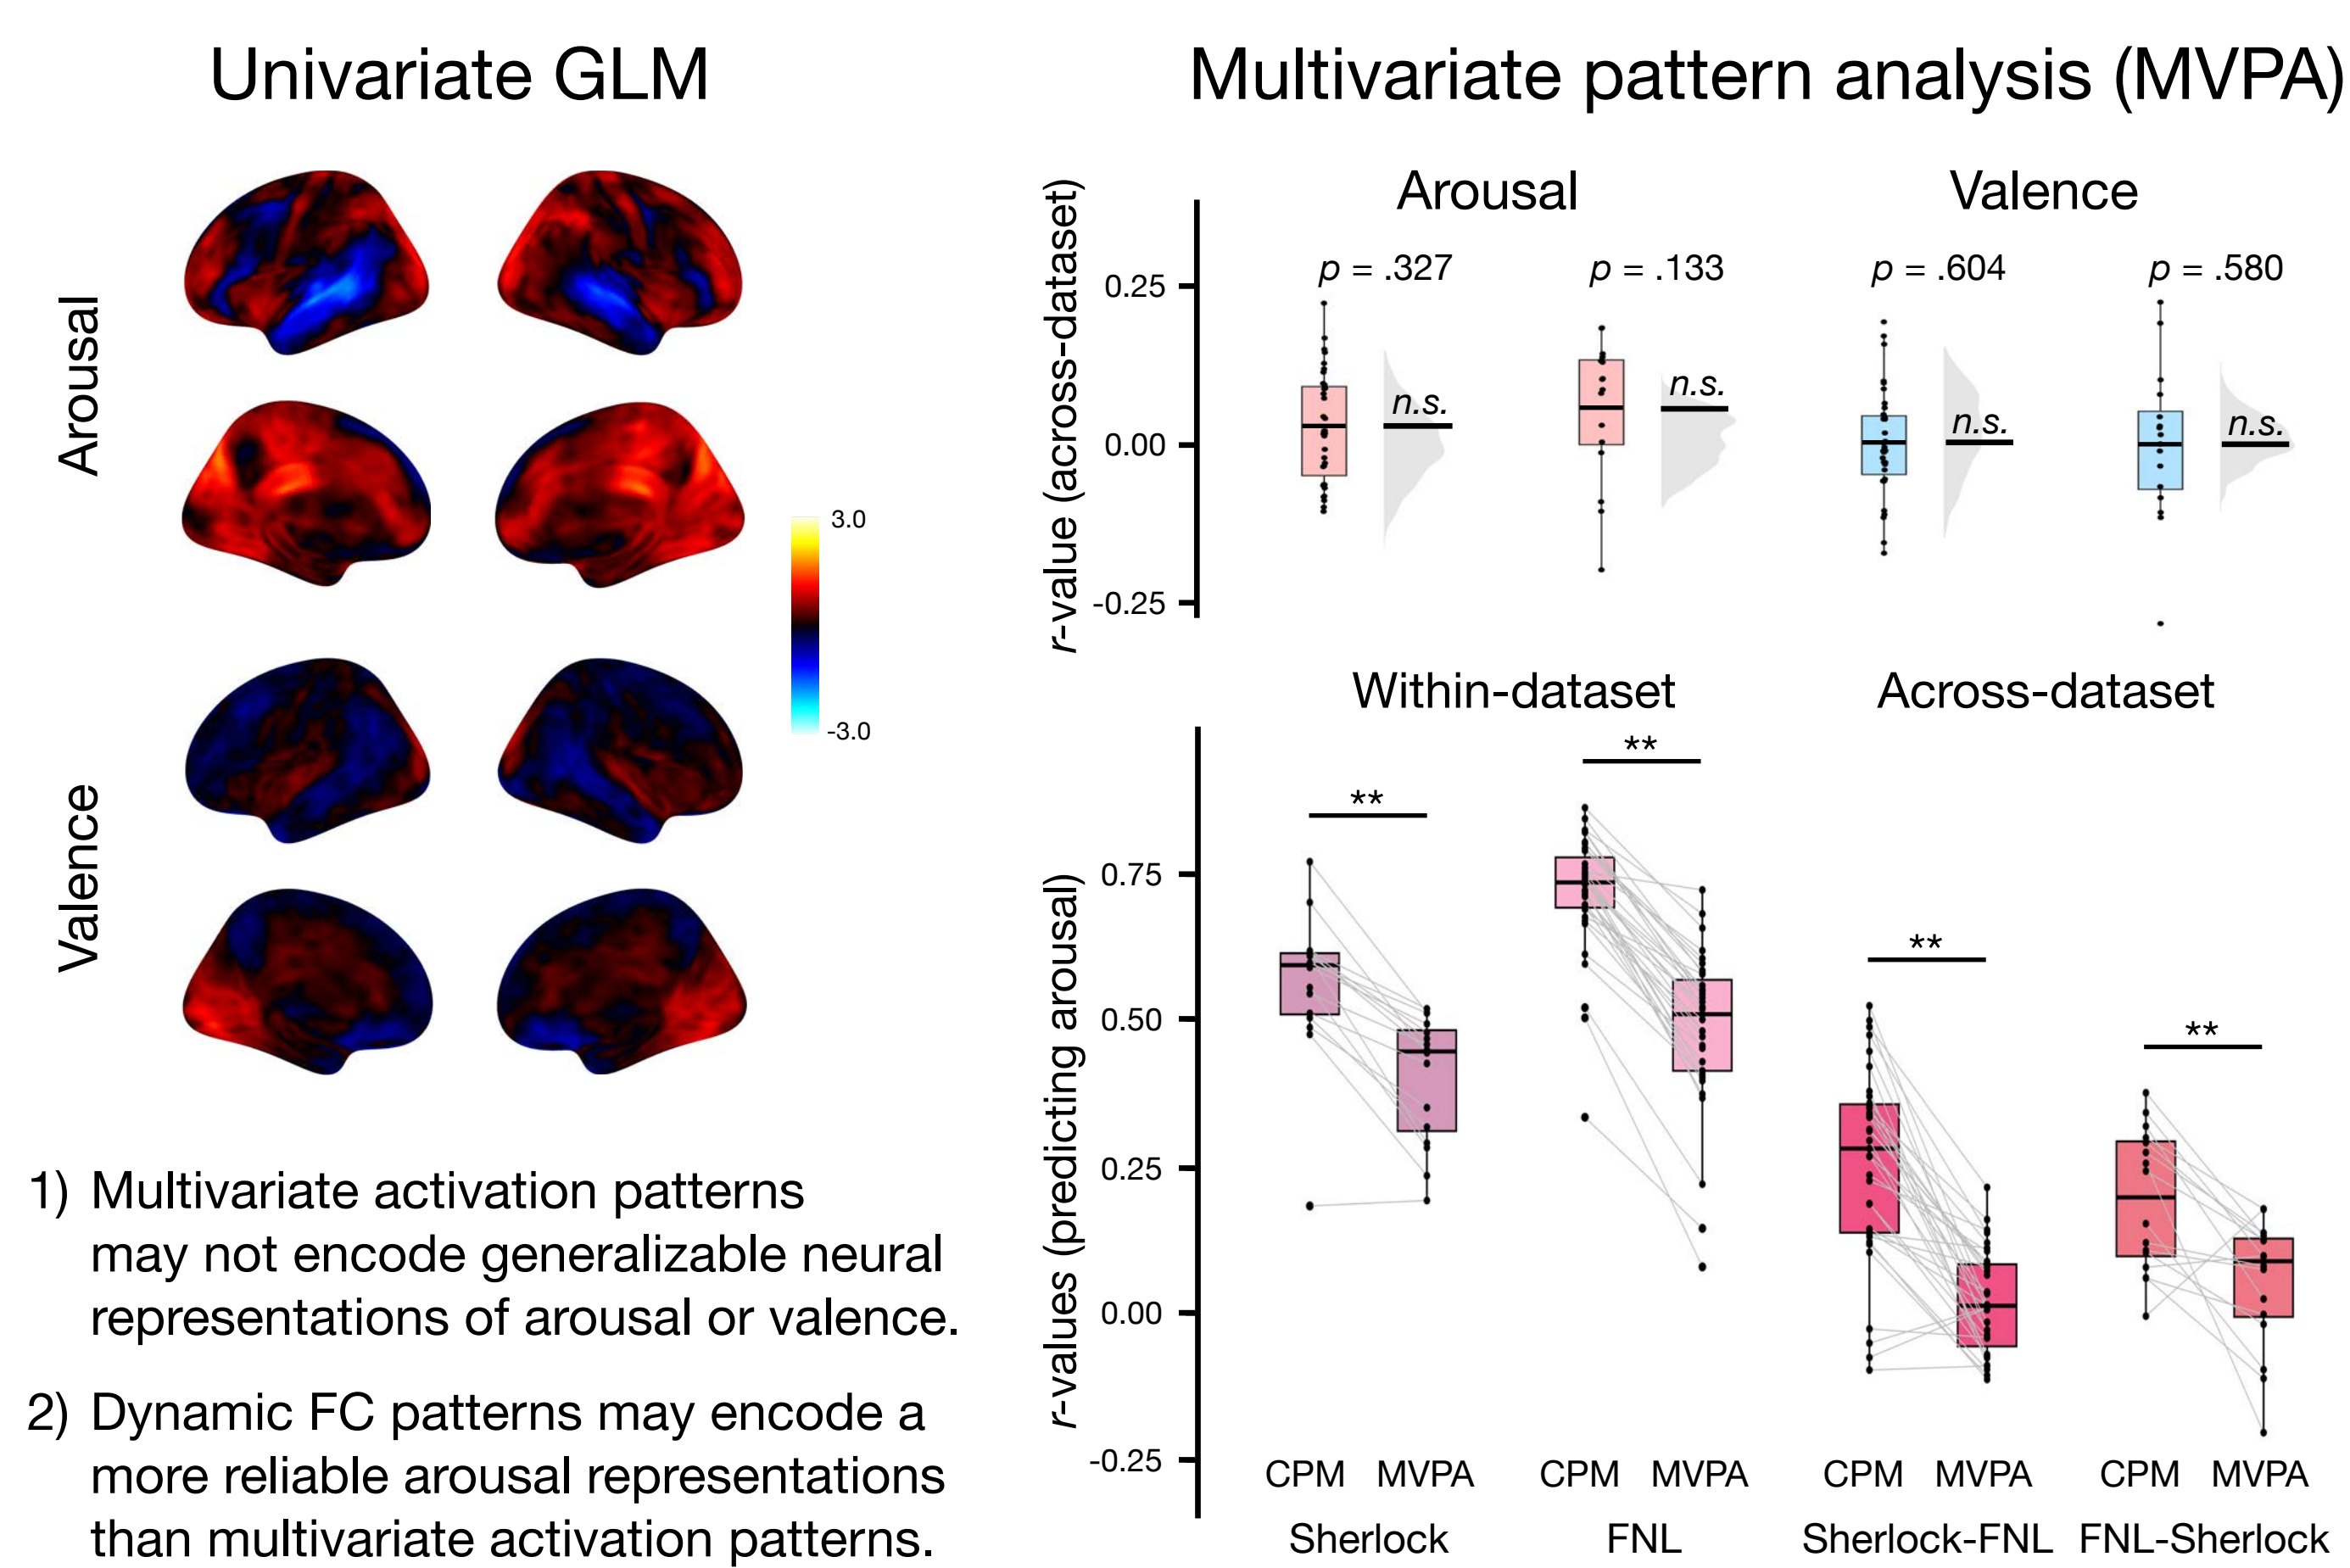 Univariate GLM
Arousal
Valence
3.0
-3.0
1) Multivariate activation patterns
may not encode generalizable neural
representations of arousal or valence.
2) Dynamic FC patterns may encode a
more reliable arousal representations
than multivariate activation patterns.
Multivariate pattern analysis (MVPA)
r-value (across-dataset)
Arousal
Valence
p = .327
p = .133
p = .604
p = .580
0.25
0.00
-0.25
n.s.
n.s.
n.s.
n.s.
Within-dataset
Across-dataset
r-values (predicting arousal)
**
**
**
**
0.75
0.50
0.25
0.00
-0.25
CPM MVPA CPM MVPA CPM MVPA CPM MVPA
Sherlock FNL Sherlock-FNL FNL-Sherlock